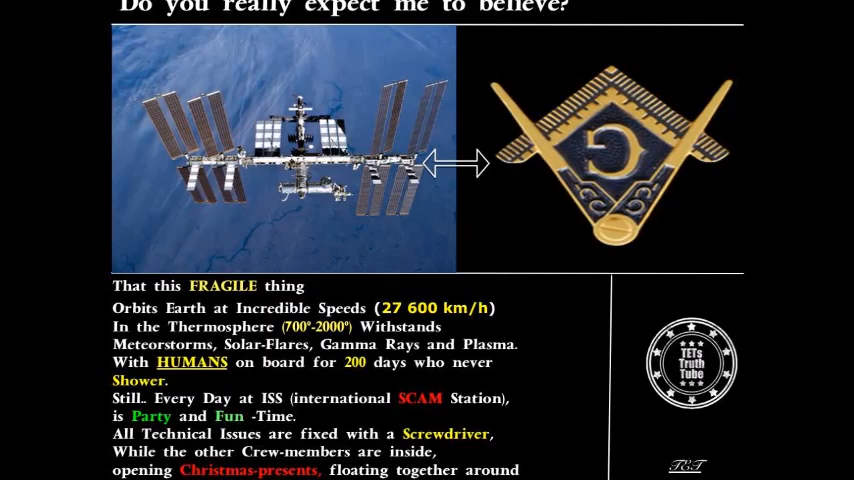 Do you really expect me to believe?
G
That this FRAGILE thing
Orbits Earth at Incredible Speeds (27 600 km/h)
In the Thermosphere (700°-2000°) Withstands
Meteorstorms, Solar-Flares, Gamma Rays and Plasma.
With HUMANS on board for 200 days who never
Shower.
Still.. Every Day at ISS (international SCAM Station),
is Party and Fun -Time.
All Technical Issues are fixed with a Screwdriver,
While the other Crew-members are inside,
opening Christmas-presents, floating together around
TETs
Truth
Tube
TET